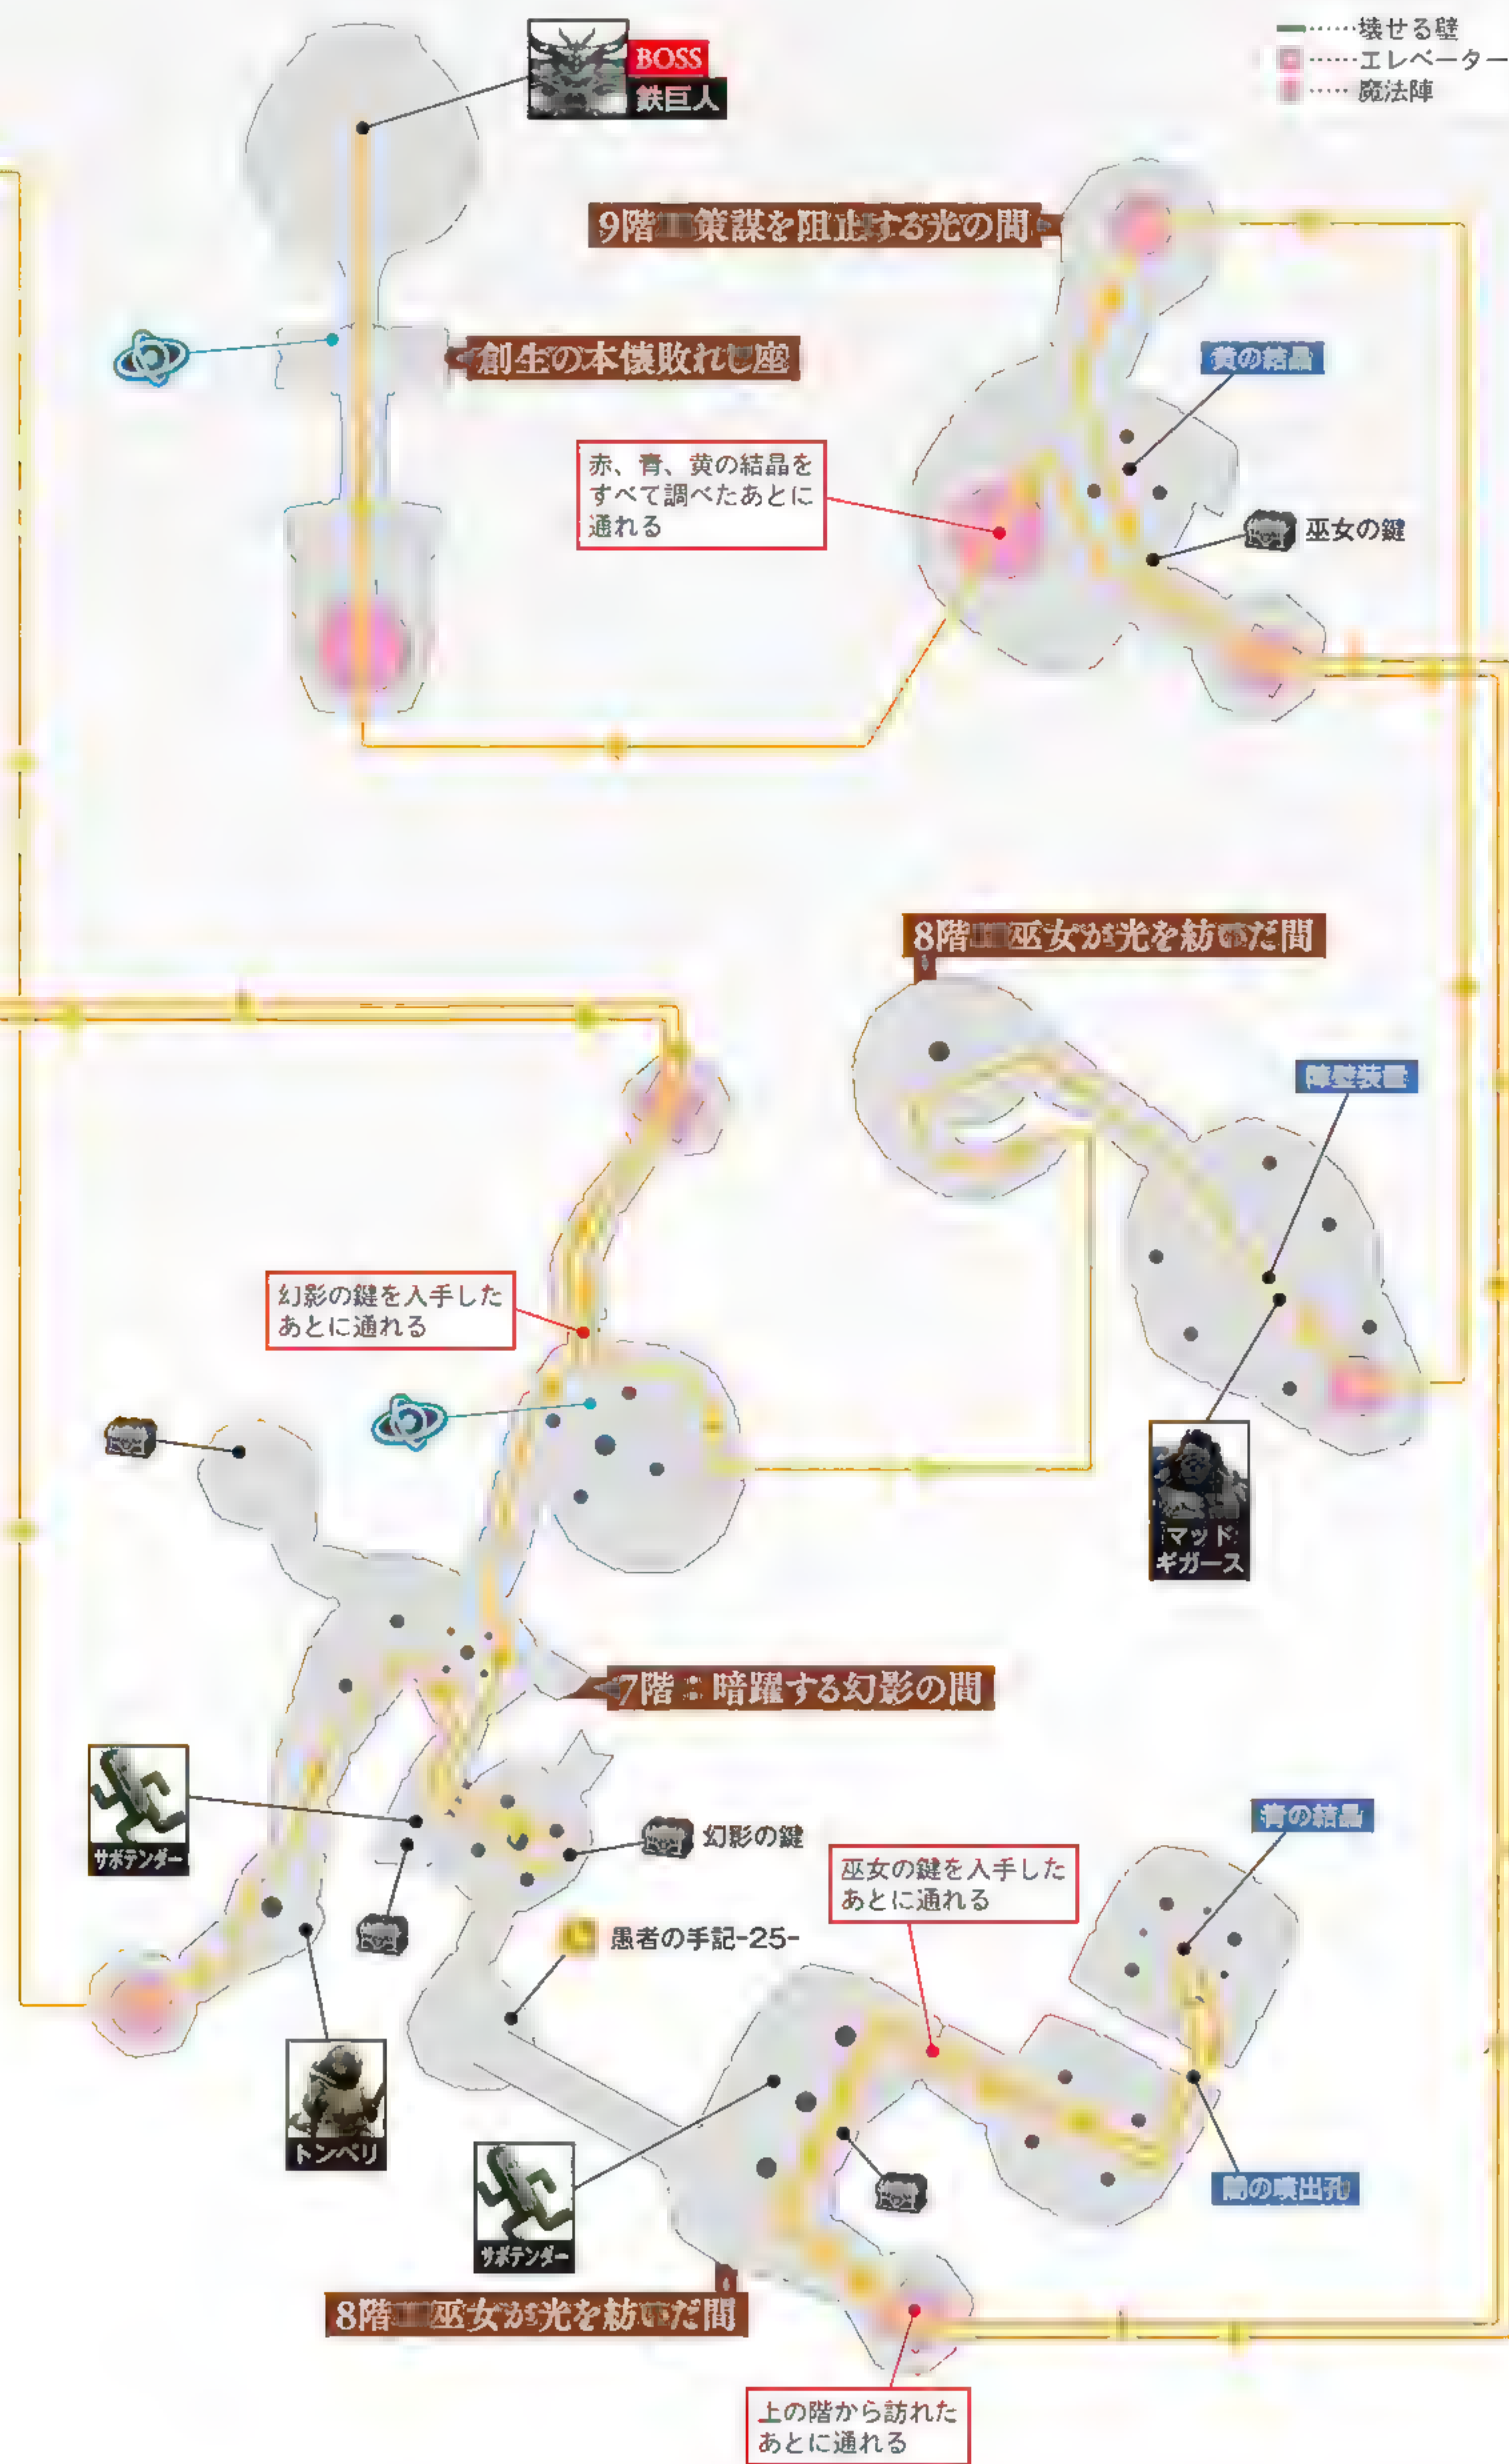 ……壊せる壁
……エレベーター
……魔法陣
BOSS
鉄巨人
9階：策謀を阻止する光の間
創生の本懐敗れし座
黄の結晶
赤、青、黄の結晶を
すべて調べたあとに
通れる
巫女の鍵
8階：巫女が光を紡いだ間
障壁装置
幻影の鍵を入手した
あとに通れる
マッド
ギガース
7階：暗躍する幻影の間
サボテンダー
幻影の鍵
青の結晶
巫女の鍵を入手した
あとに通れる
愚者の手記-25-
トンベリ
サボテンダー
闇の噴出孔
8階：巫女が光を紡いだ間
上の階から訪れた
あとに通れる